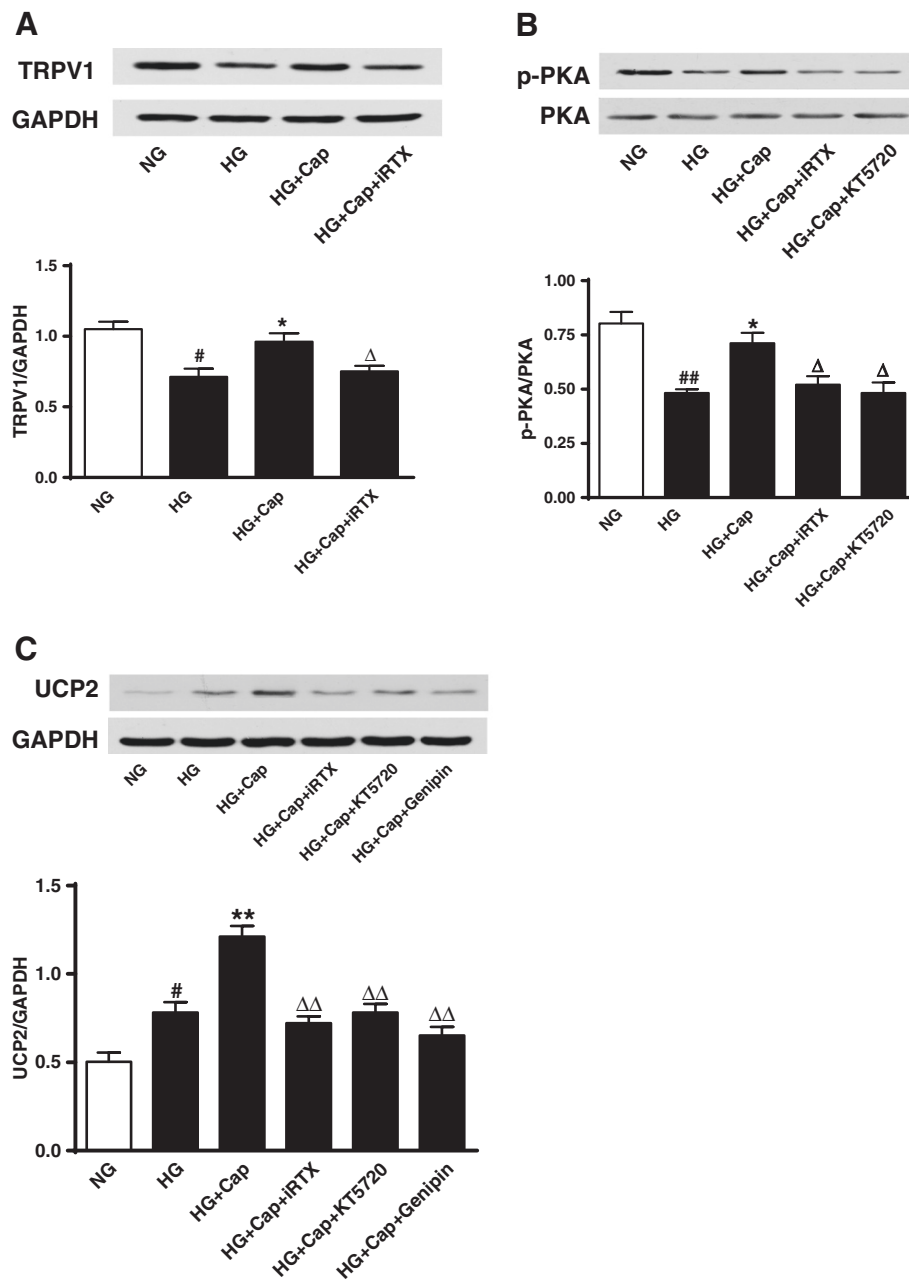 A
TRPV1
GAPDH
NG
HG
HG+Cap
HG+Cap+iRTX
1.5
1.0
0.5
0.0
TRPV1/GAPDH
#
*
Δ
NG
HG
HG+Cap
HG+Cap+iRTX
B
p-PKA
PKA
NG
HG
HG+Cap
HG+Cap+iRTX
HG+Cap+KT5720
1.00
0.75
0.50
0.25
0.00
p-PKA/PKA
##
*
Δ
Δ
NG
HG
HG+Cap
HG+Cap+iRTX
HG+Cap+KT5720
C
UCP2
GAPDH
NG
HG
HG+Cap
HG+Cap+iRTX
HG+Cap+KT5720
HG+Cap+Genipin
1.5
1.0
0.5
0.0
UCP2/GAPDH
#
**
ΔΔ
ΔΔ
ΔΔ
NG
HG
HG+Cap
HG+Cap+iRTX
HG+Cap+KT5720
HG+Cap+Genipin